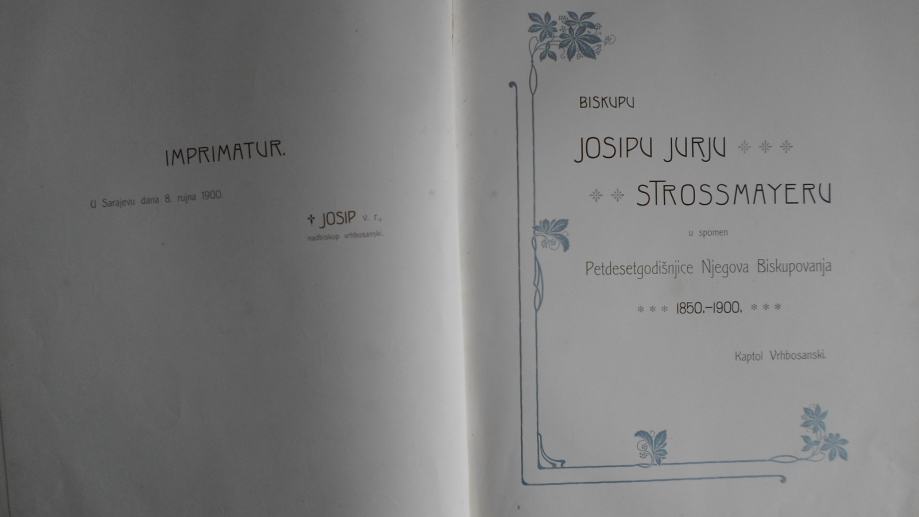 IMPRIMATUR.
U Sarajevu dana 8. rujna 1900.
† JOSIP v. r.,
nadbiskup vrhbosanski.
BISKUPU
JOSIPU JURJU
STROSSMAYERU
u spomen
Petdesetgodišnjice Njegova Biskupovanja
1850.–1900.
Kaptol Vrhbosanski.